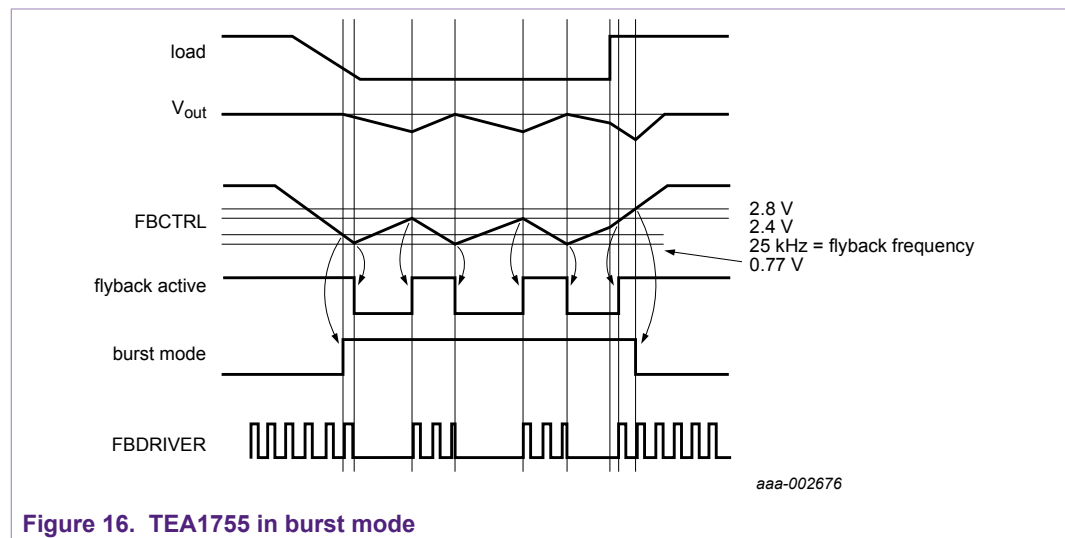 load
Vout
FBCTRL
2.8 V
2.4 V
25 kHz = flyback frequency
0.77 V
flyback active
burst mode
FBDRIVER
aaa-002676
Figure 16. TEA1755 in burst mode